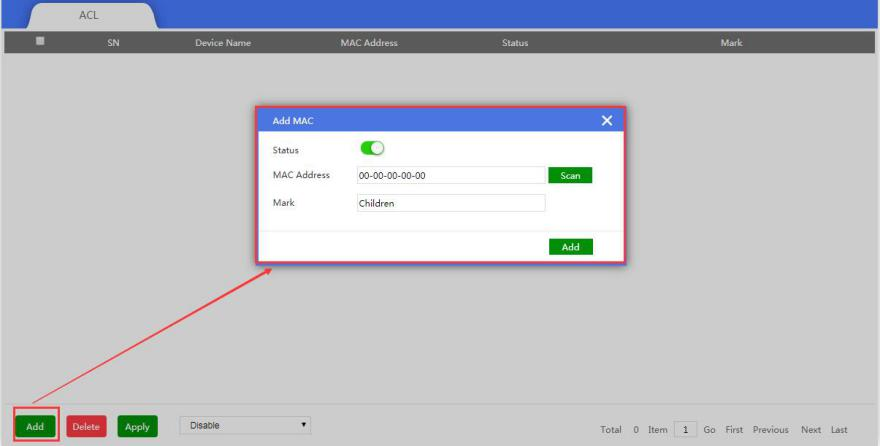 ACL
SN Device Name MAC Address Status Mark
Add MAC
Status
MAC Address 00-00-00-00-00 Scan
Mark Children
Add
Add Delete Apply Disable Total 0 Item 1 Go First Previous Next Last